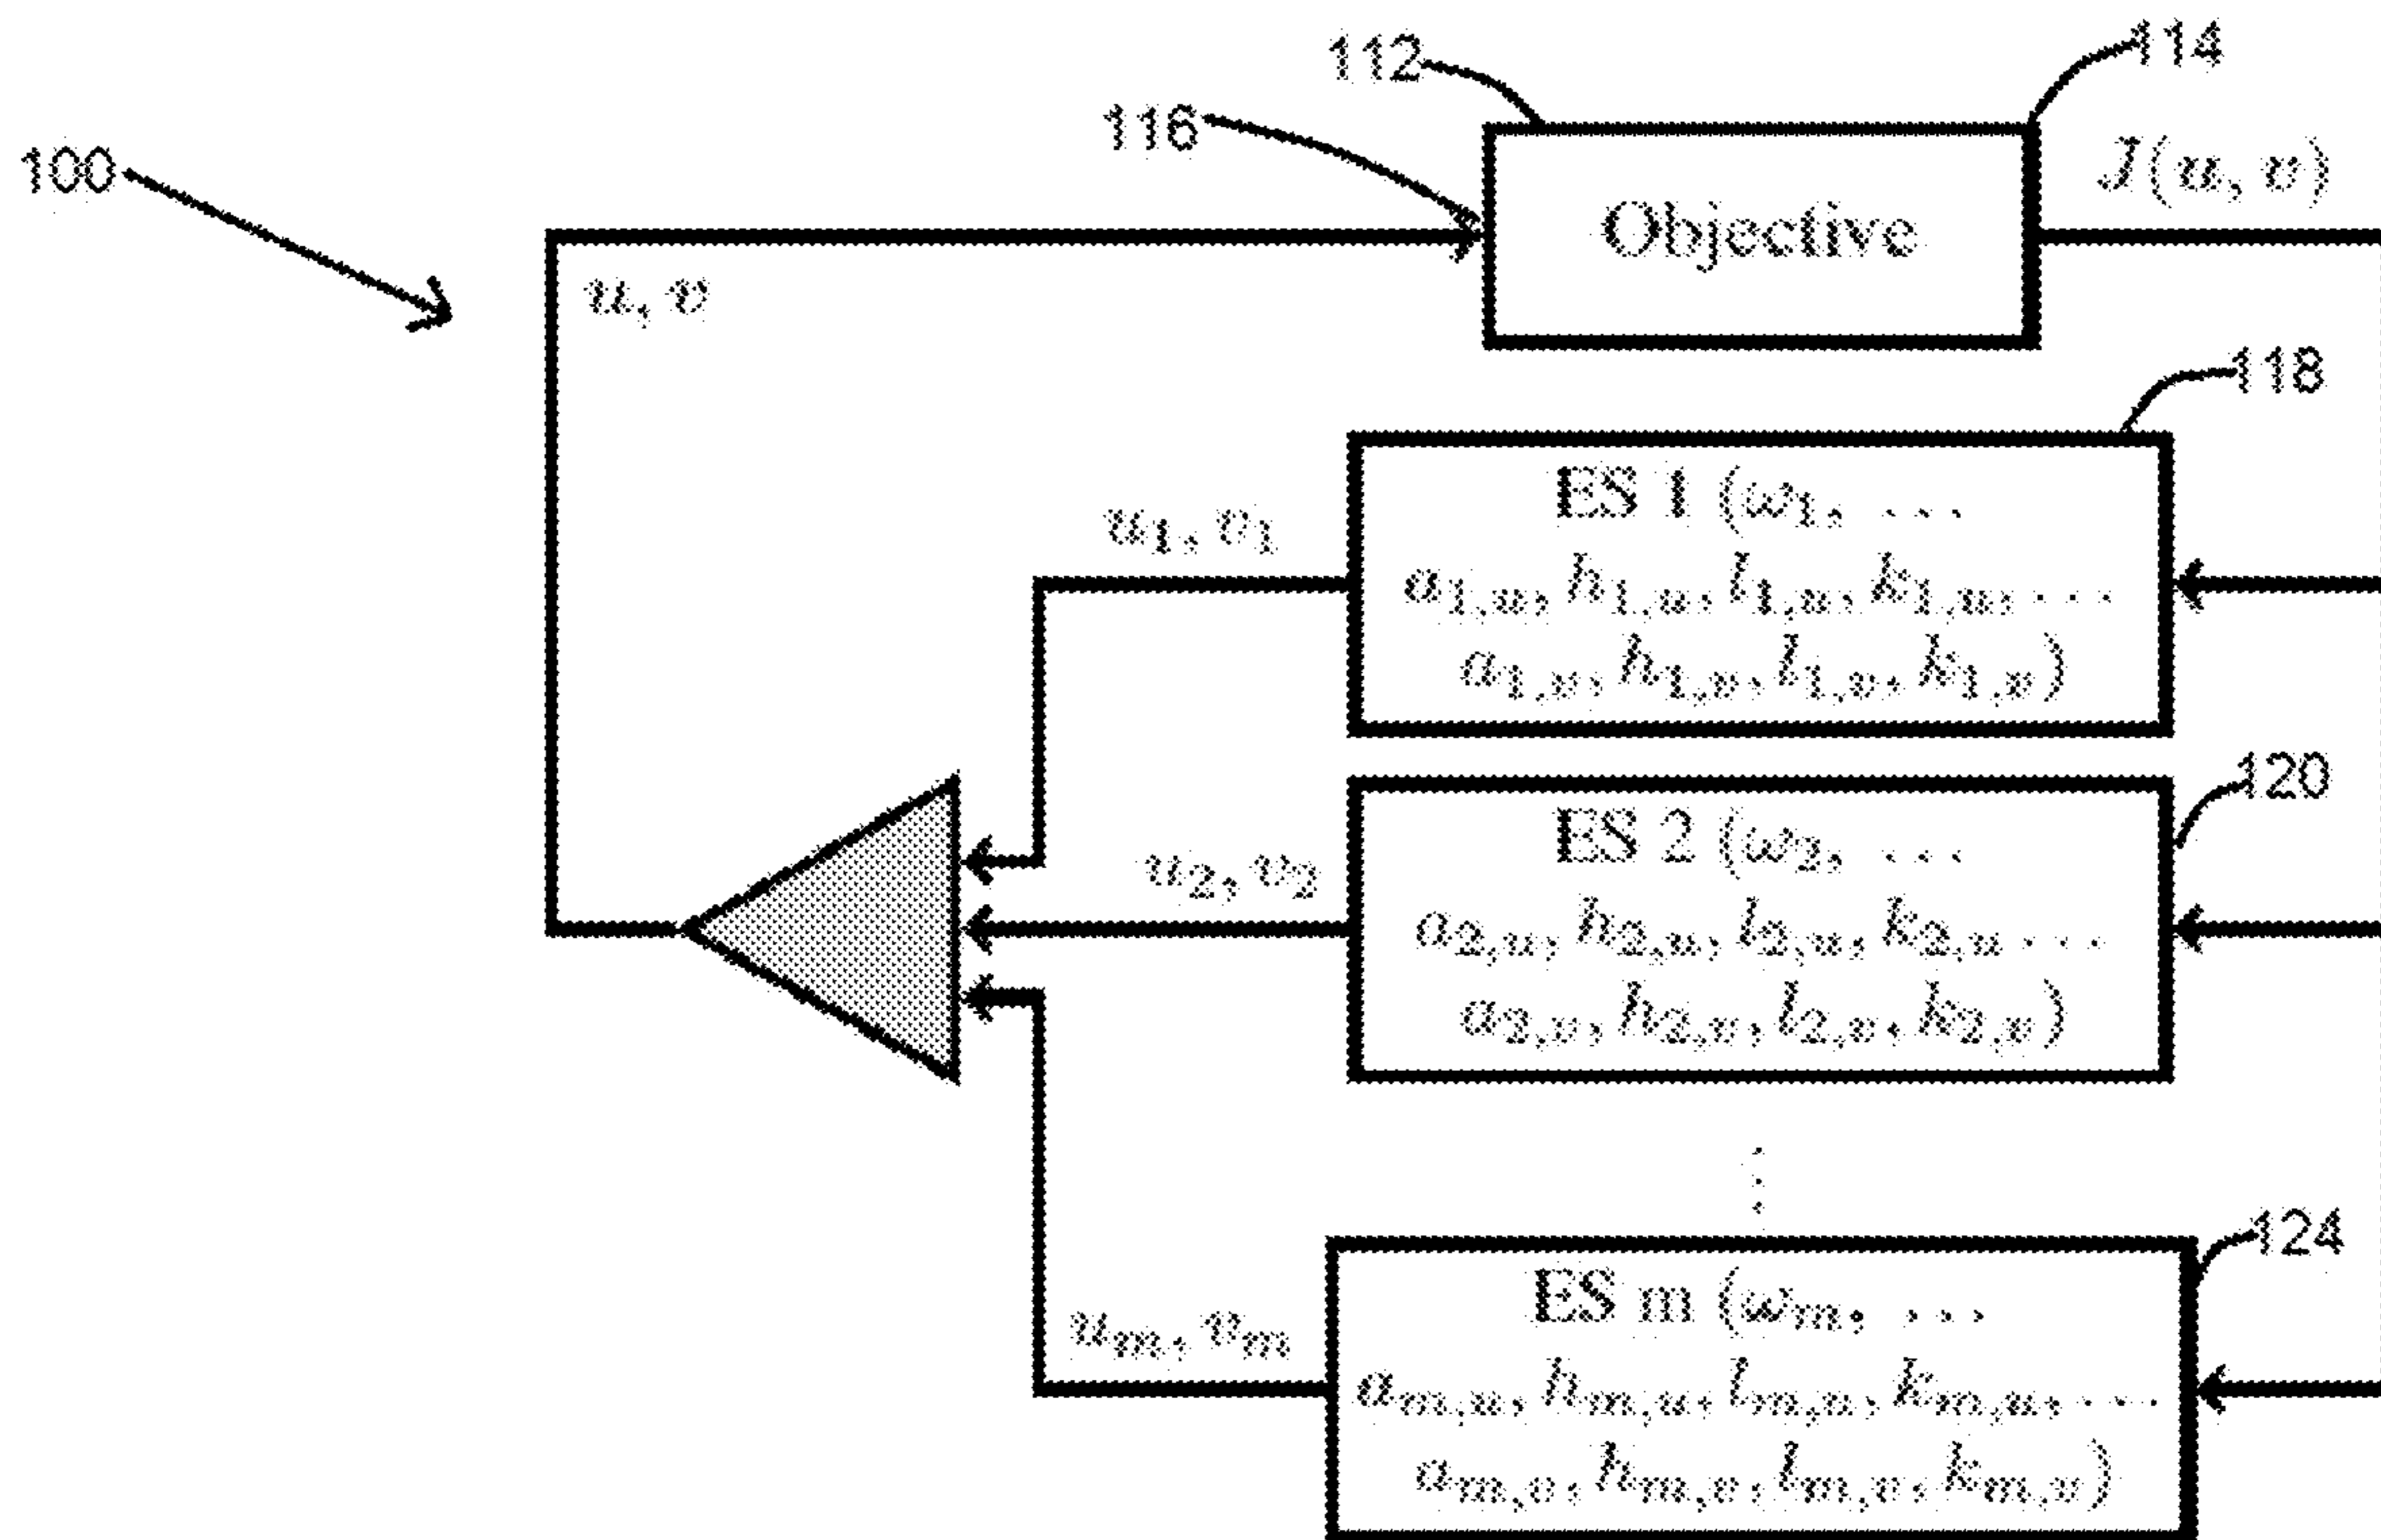 100
116
112
114
Objective
J(u, v)
u, v
118
ES 1 (ω₁, ...
a₁,ᵤ, h₁,ᵤ, l₁,ᵤ, k₁,ᵤ, ...
a₁,ᵥ, h₁,ᵥ, l₁,ᵥ, k₁,ᵥ)
u₁, v₁
120
ES 2 (ω₂, ...
a₂,ᵤ, h₂,ᵤ, l₂,ᵤ, k₂,ᵤ ...
a₂,ᵥ, h₂,ᵥ, l₂,ᵥ, k₂,ᵥ)
u₂, v₂
⋮
124
ES m (ωₘ, ...
aₘ,ᵤ, hₘ,ᵤ, lₘ,ᵤ, kₘ,ᵤ, ...
aₘ,ᵥ, hₘ,ᵥ, lₘ,ᵥ, kₘ,ᵥ)
uₘ, vₘ